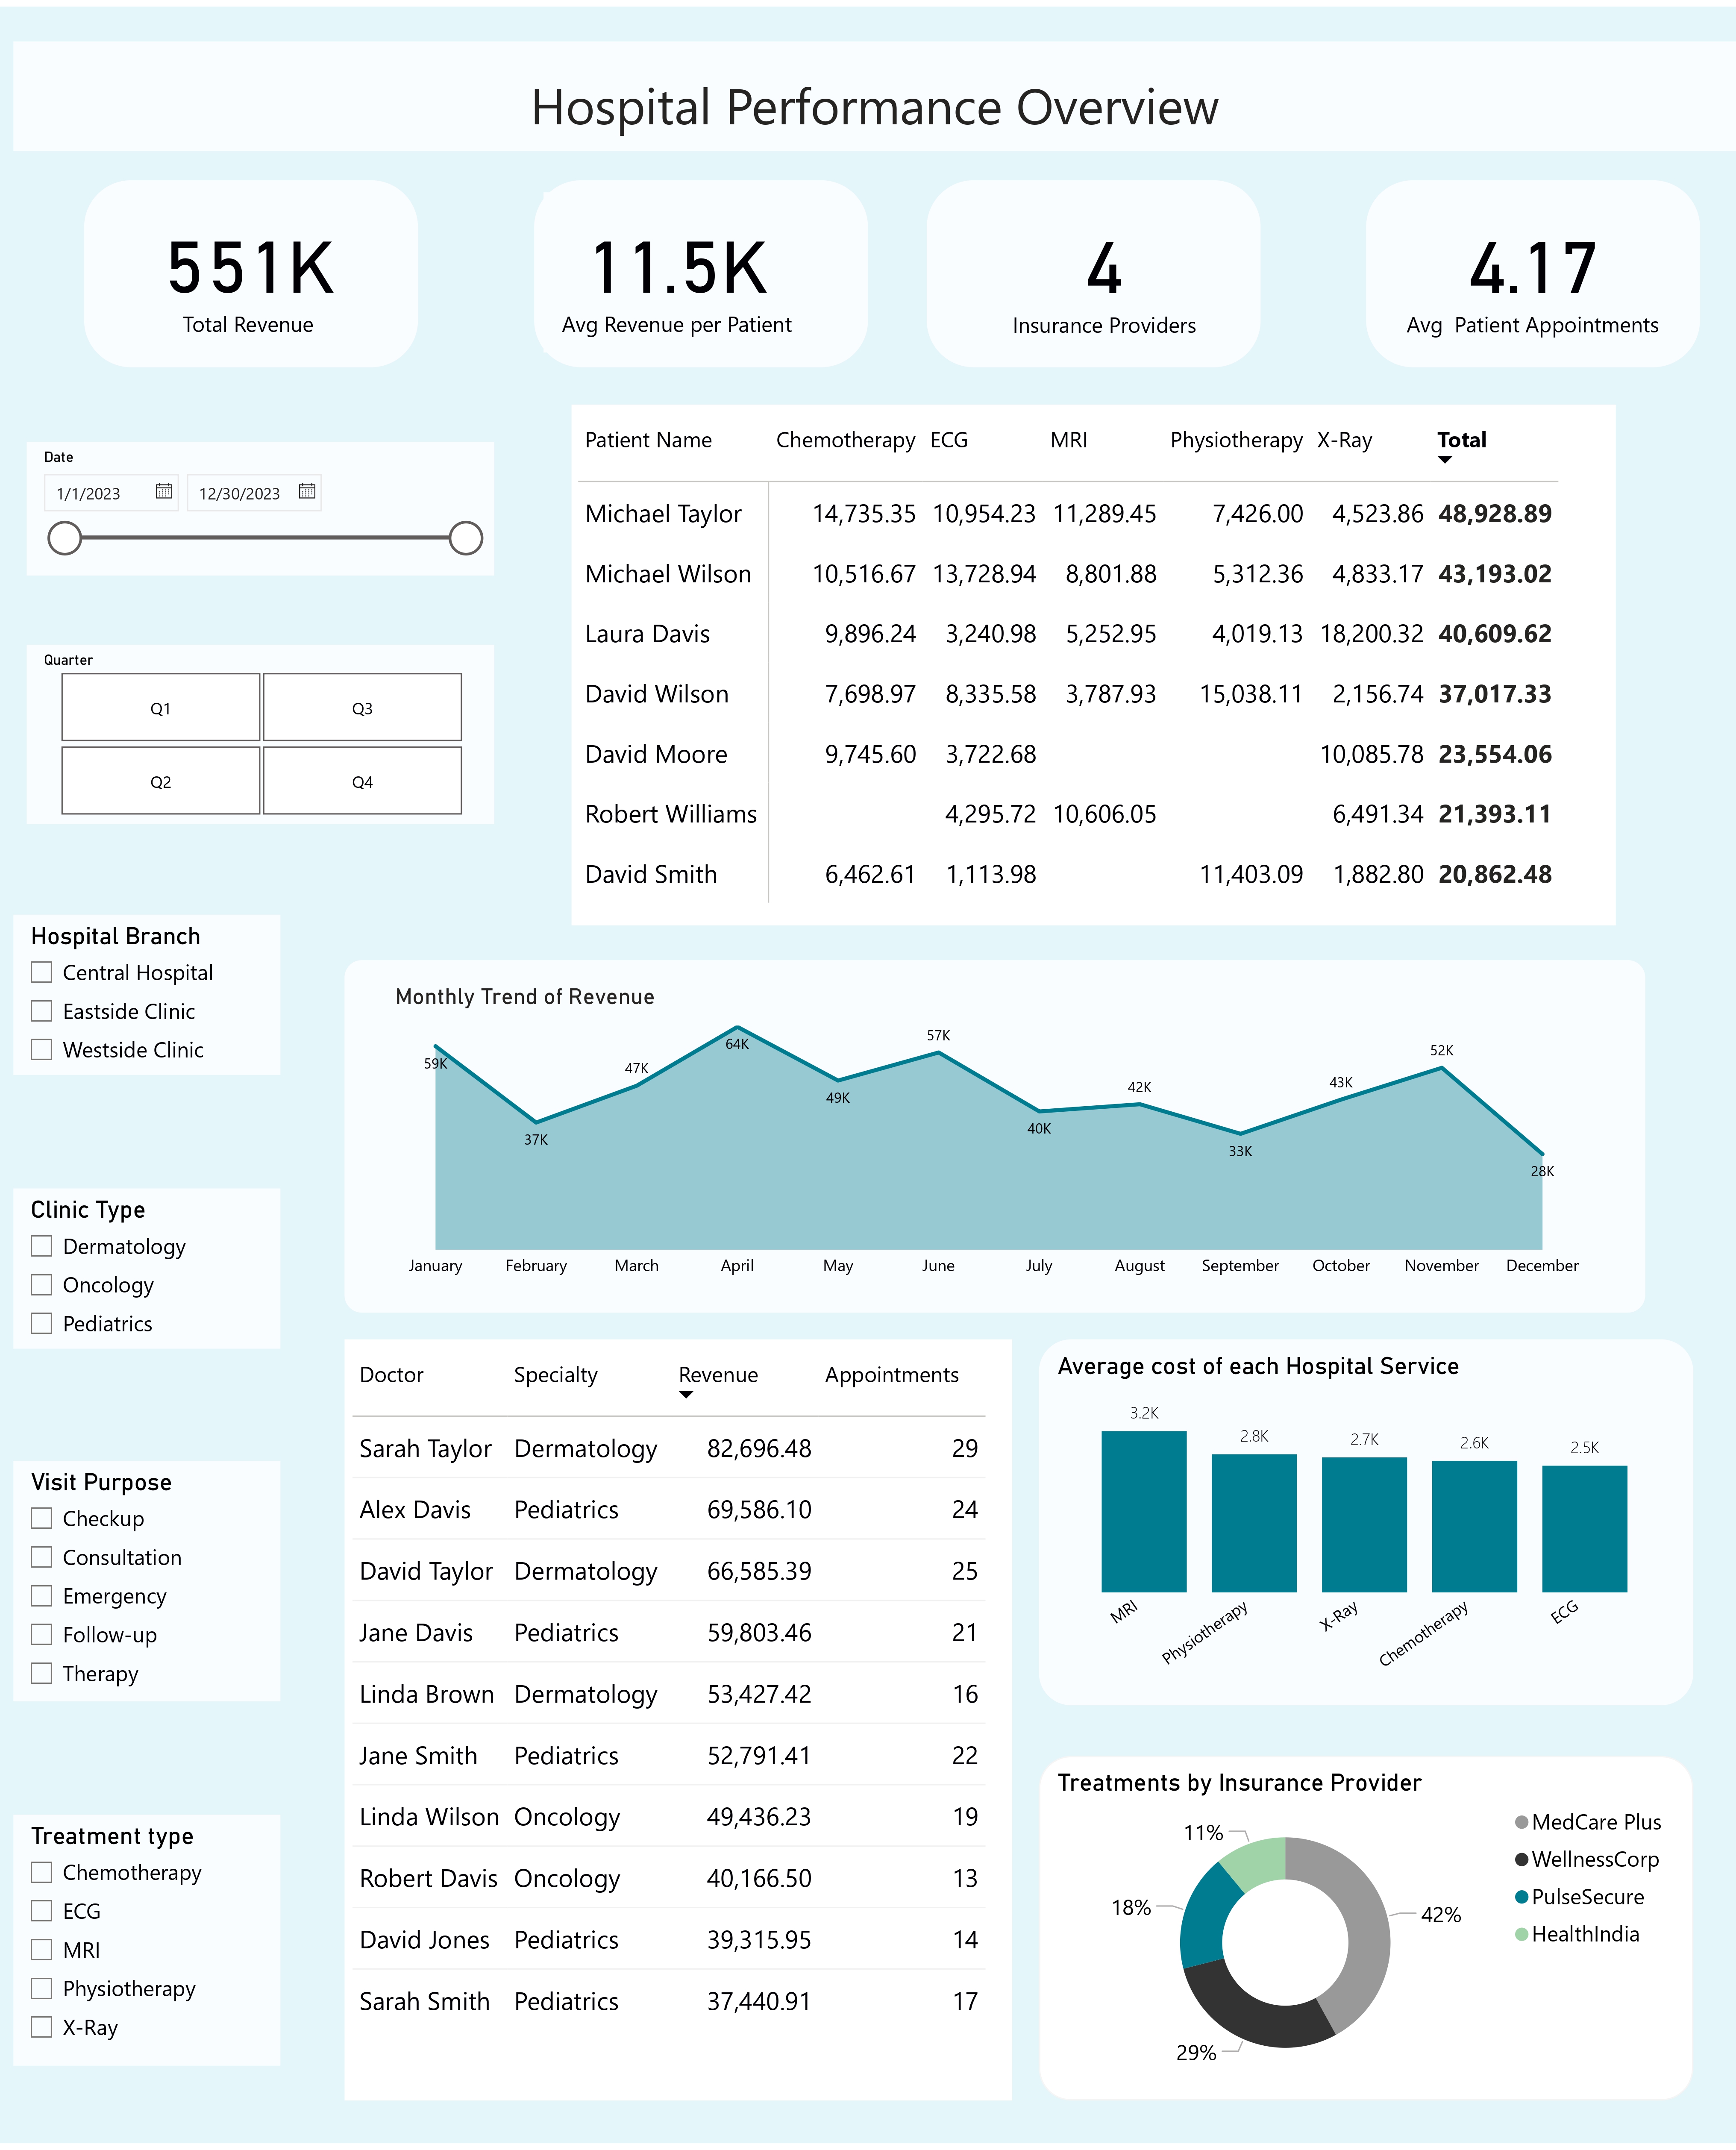 Hospital Performance Overview
551K
Total Revenue
11.5K
Avg Revenue per Patient
4
Insurance Providers
4.17
Avg Patient Appointments
Date
1/1/2023 12/30/2023
Quarter
Q1 Q3
Q2 Q4
Patient Name Chemotherapy ECG MRI Physiotherapy X-Ray Total
Michael Taylor 14,735.35 10,954.23 11,289.45 7,426.00 4,523.86 48,928.89
Michael Wilson 10,516.67 13,728.94 8,801.88 5,312.36 4,833.17 43,193.02
Laura Davis 9,896.24 3,240.98 5,252.95 4,019.13 18,200.32 40,609.62
David Wilson 7,698.97 8,335.58 3,787.93 15,038.11 2,156.74 37,017.33
David Moore 9,745.60 3,722.68 10,085.78 23,554.06
Robert Williams 4,295.72 10,606.05 6,491.34 21,393.11
David Smith 6,462.61 1,113.98 11,403.09 1,882.80 20,862.48
Hospital Branch
Central Hospital
Eastside Clinic
Westside Clinic
Monthly Trend of Revenue
59K 37K 47K 64K 49K 57K 40K 42K 33K 43K 52K 28K
January February March April May June July August September October November December
Clinic Type
Dermatology
Oncology
Pediatrics
Visit Purpose
Checkup
Consultation
Emergency
Follow-up
Therapy
Treatment type
Chemotherapy
ECG
MRI
Physiotherapy
X-Ray
Doctor Specialty Revenue Appointments
Sarah Taylor Dermatology 82,696.48 29
Alex Davis Pediatrics 69,586.10 24
David Taylor Dermatology 66,585.39 25
Jane Davis Pediatrics 59,803.46 21
Linda Brown Dermatology 53,427.42 16
Jane Smith Pediatrics 52,791.41 22
Linda Wilson Oncology 49,436.23 19
Robert Davis Oncology 40,166.50 13
David Jones Pediatrics 39,315.95 14
Sarah Smith Pediatrics 37,440.91 17
Average cost of each Hospital Service
3.2K 2.8K 2.7K 2.6K 2.5K
MRI Physiotherapy X-Ray Chemotherapy ECG
Treatments by Insurance Provider
11%
18%
42%
29%
MedCare Plus
WellnessCorp
PulseSecure
HealthIndia